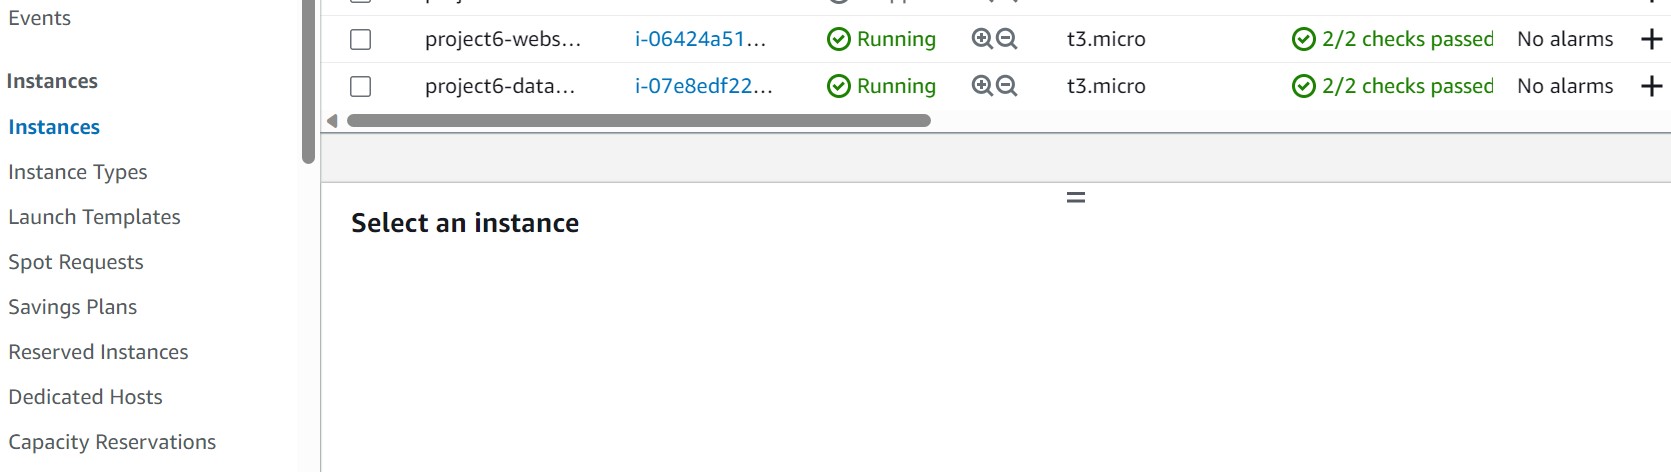 Events
Instances
Instances
Instance Types
Launch Templates
Spot Requests
Savings Plans
Reserved Instances
Dedicated Hosts
Capacity Reservations
project6-webs... i-06424a51... Running t3.micro 2/2 checks passed No alarms
project6-data... i-07e8edf22... Running t3.micro 2/2 checks passed No alarms
Select an instance